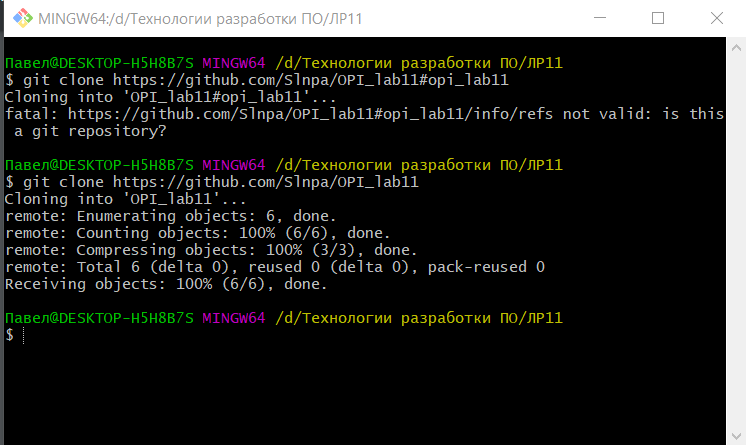 MINGW64:/d/Технологии разработки ПО/ЛР11
Павел@DESKTOP-H5H8B7S MINGW64 /d/Технологии разработки ПО/ЛР11
$ git clone https://github.com/Slnpa/OPI_lab11#opi_lab11
Cloning into 'OPI_lab11#opi_lab11'...
fatal: https://github.com/Slnpa/OPI_lab11#opi_lab11/info/refs not valid: is this
a git repository?
Павел@DESKTOP-H5H8B7S MINGW64 /d/Технологии разработки ПО/ЛР11
$ git clone https://github.com/Slnpa/OPI_lab11
Cloning into 'OPI_lab11'...
remote: Enumerating objects: 6, done.
remote: Counting objects: 100% (6/6), done.
remote: Compressing objects: 100% (3/3), done.
remote: Total 6 (delta 0), reused 0 (delta 0), pack-reused 0
Receiving objects: 100% (6/6), done.
Павел@DESKTOP-H5H8B7S MINGW64 /d/Технологии разработки ПО/ЛР11
$